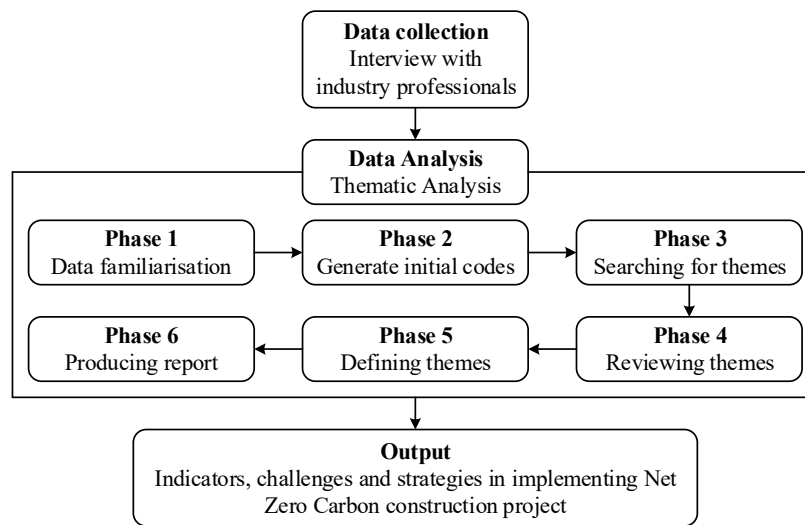 Data collection
Interview with
industry professionals
Data Analysis
Thematic Analysis
Phase 1
Data familiarisation
Phase 2
Generate initial codes
Phase 3
Searching for themes
Phase 4
Reviewing themes
Phase 5
Defining themes
Phase 6
Producing report
Output
Indicators, challenges and strategies in implementing Net
Zero Carbon construction project